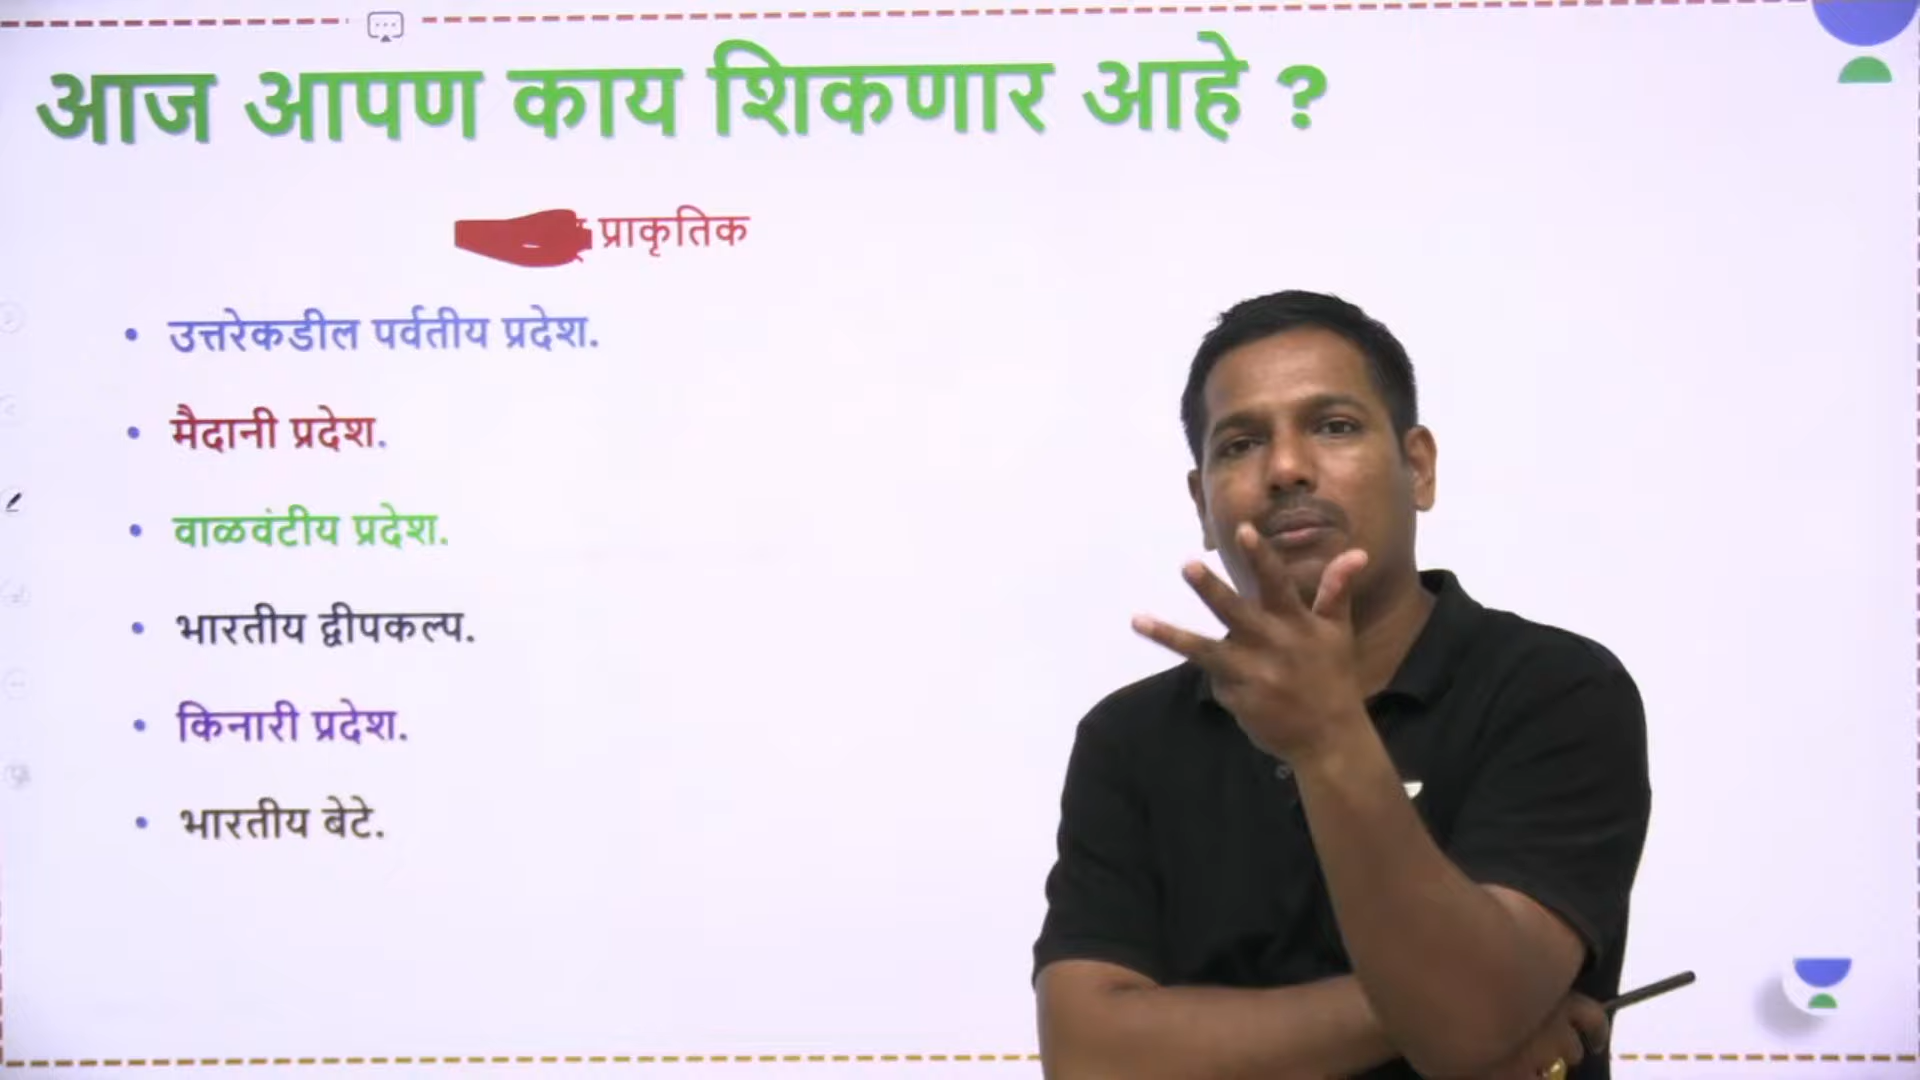 आज आपण काय शिकणार आहे ?
प्राकृतिक
• उत्तरेकडील पर्वतीय प्रदेश.
• मैदानी प्रदेश.
• वाळवंटीय प्रदेश.
• भारतीय द्वीपकल्प.
• किनारी प्रदेश.
• भारतीय बेटे.